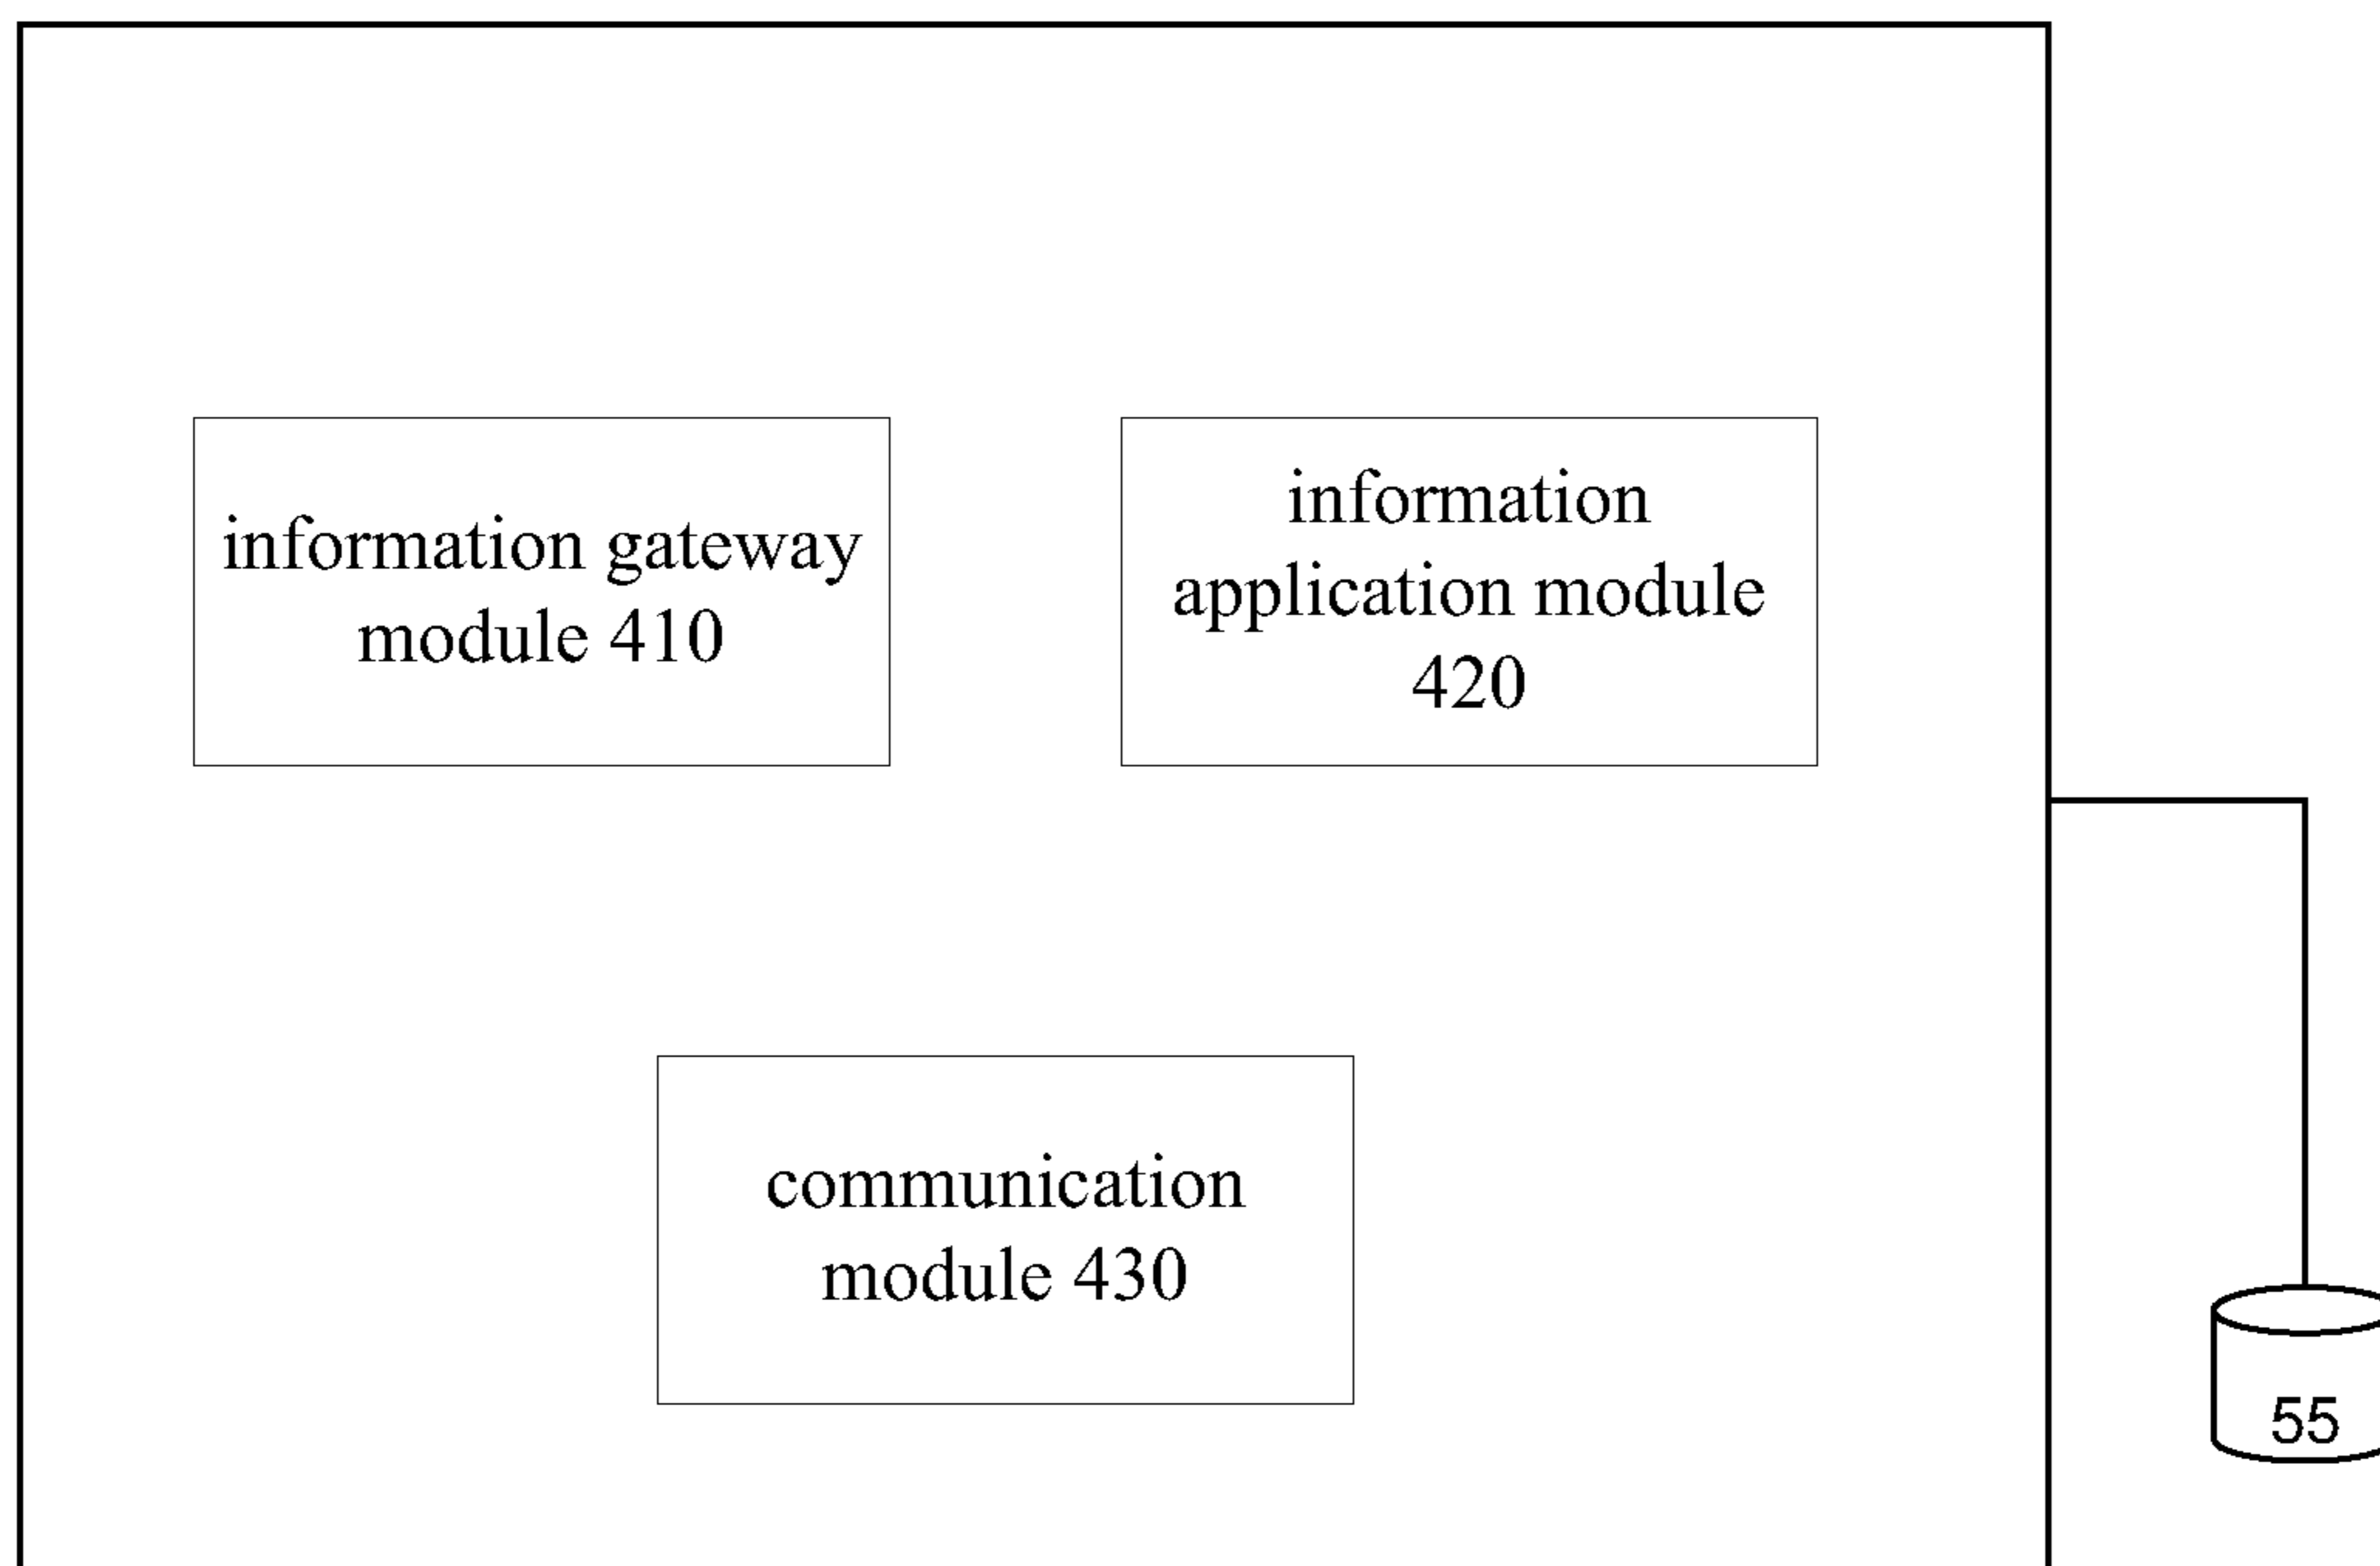 information gateway
module 410
information
application module
420
communication
module 430
55